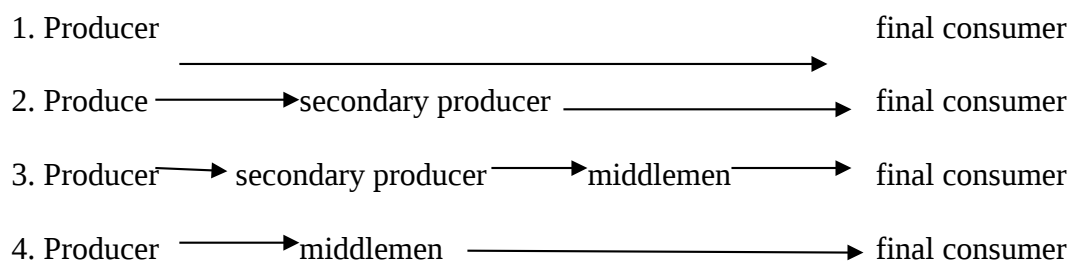 1. Producer final consumer
2. Produce secondary producer final consumer
3. Producer secondary producer middlemen final consumer
4. Producer middlemen final consumer